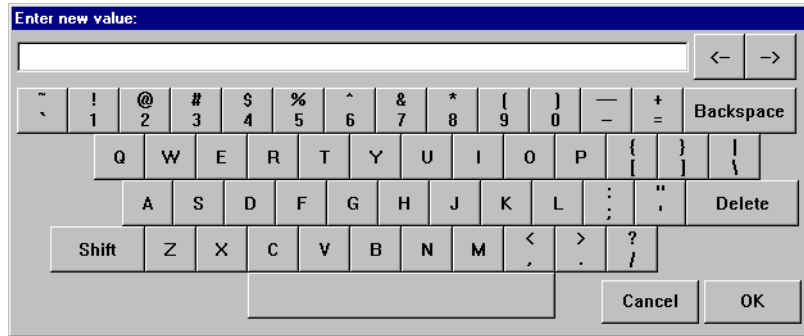 Enter new value:
<- ->
~ ! @ # $ % ^ & * ( ) — +
` 1 2 3 4 5 6 7 8 9 0 – = Backspace
Q W E R T Y U I O P { } |
[ ] \
A S D F G H J K L : " Delete
; '
Shift Z X C V B N M < > ?
, . /
Cancel OK